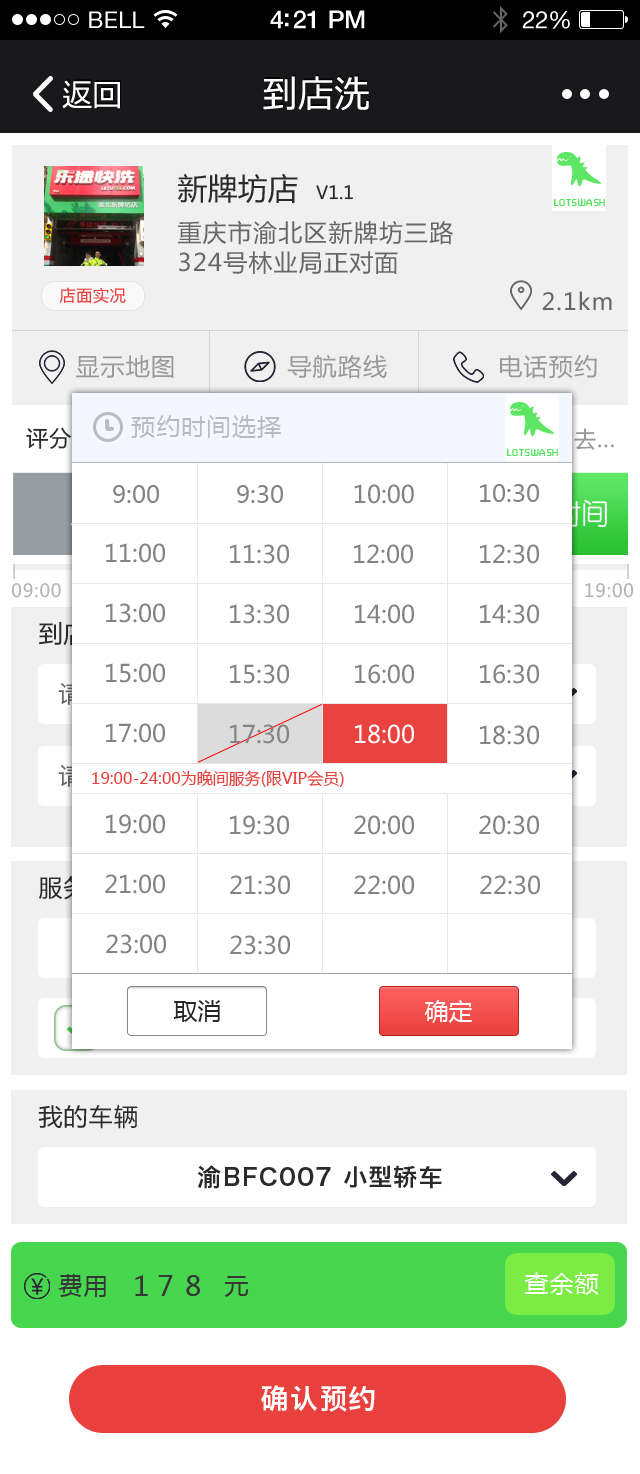 BELL 4:21 PM 22%
返回 到店洗
乐途快洗
新牌坊店 V1.1
重庆市渝北区新牌坊三路
324号林业局正对面
LOTSWASH
店面实况
2.1km
显示地图 导航路线 电话预约
评分 去...
预约时间选择
LOTSWASH
9:00 9:30 10:00 10:30
时间
11:00 11:30 12:00 12:30
09:00 19:00
13:00 13:30 14:00 14:30
到店
15:00 15:30 16:00 16:30
请
17:00 17:30 18:00 18:30
请
19:00-24:00为晚间服务(限VIP会员)
19:00 19:30 20:00 20:30
服务
21:00 21:30 22:00 22:30
23:00 23:30
取消 确定
我的车辆
渝BFC007 小型轿车
¥ 费用 178 元 查余额
确认预约